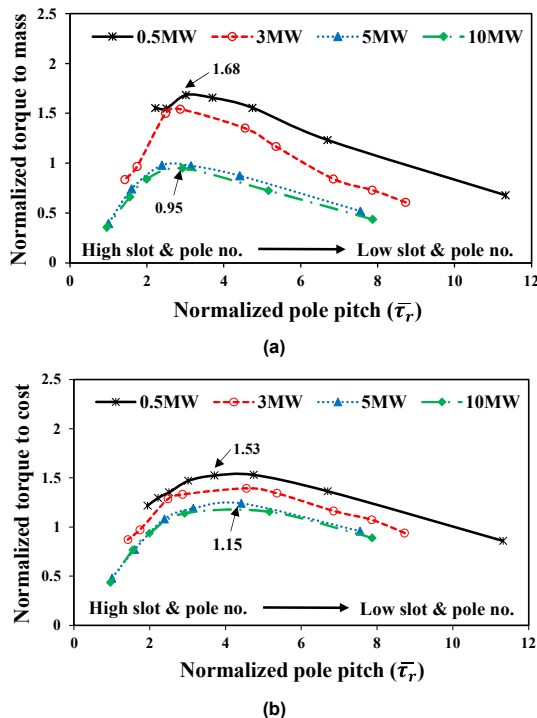 (a)
Normalized torque to mass
2.5
2
1.5
1
0.5
0
0.5MW 3MW 5MW 10MW
1.68
0.95
High slot & pole no. Low slot & pole no.
0 2 4 6 8 10 12
Normalized pole pitch (τ̅r)
(a)
Normalized torque to cost
2.5
2
1.5
1
0.5
0
0.5MW 3MW 5MW 10MW
1.53
1.15
High slot & pole no. Low slot & pole no.
0 2 4 6 8 10 12
Normalized pole pitch (τ̅r)
(b)